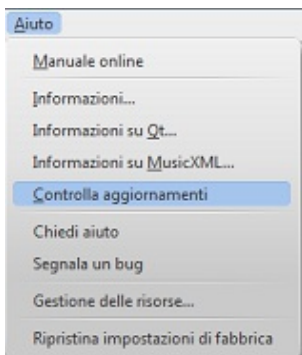 Aiuto
Manuale online
Informazioni...
Informazioni su Qt...
Informazioni su MusicXML...
Controlla aggiornamenti
Chiedi aiuto
Segnala un bug
Gestione delle risorse...
Ripristina impostazioni di fabbrica